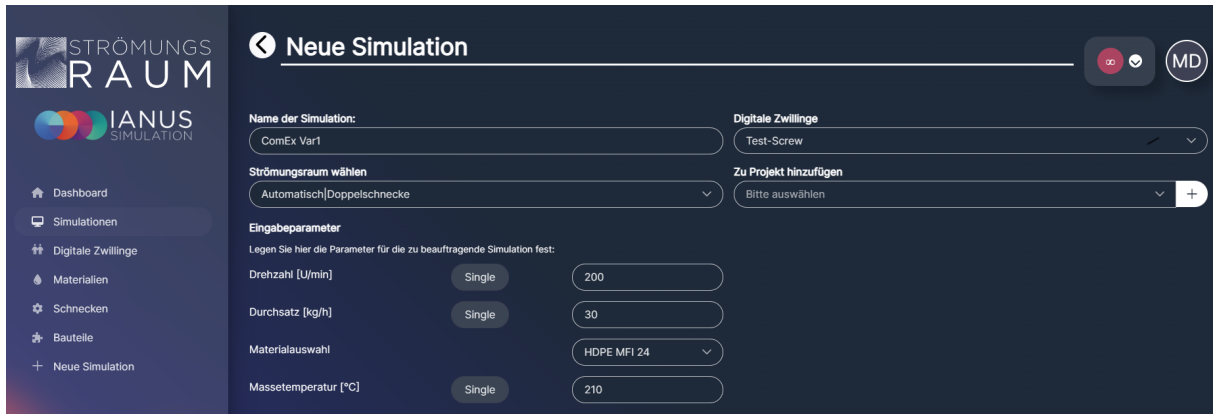 STRÖMUNGS
RAUM
IANUS
SIMULATION
Dashboard
Simulationen
Digitale Zwillinge
Materialien
Schnecken
Bauteile
Neue Simulation
Neue Simulation
MD
Name der Simulation:
ComEx Var1
Digitale Zwillinge
Test-Screw
Strömungsraum wählen
Automatisch|Doppelschnecke
Zu Projekt hinzufügen
Bitte auswählen
Eingabeparameter
Legen Sie hier die Parameter für die zu beauftragende Simulation fest:
Drehzahl [U/min] Single 200
Durchsatz [kg/h] Single 30
Materialauswahl HDPE MFI 24
Massetemperatur [°C] Single 210